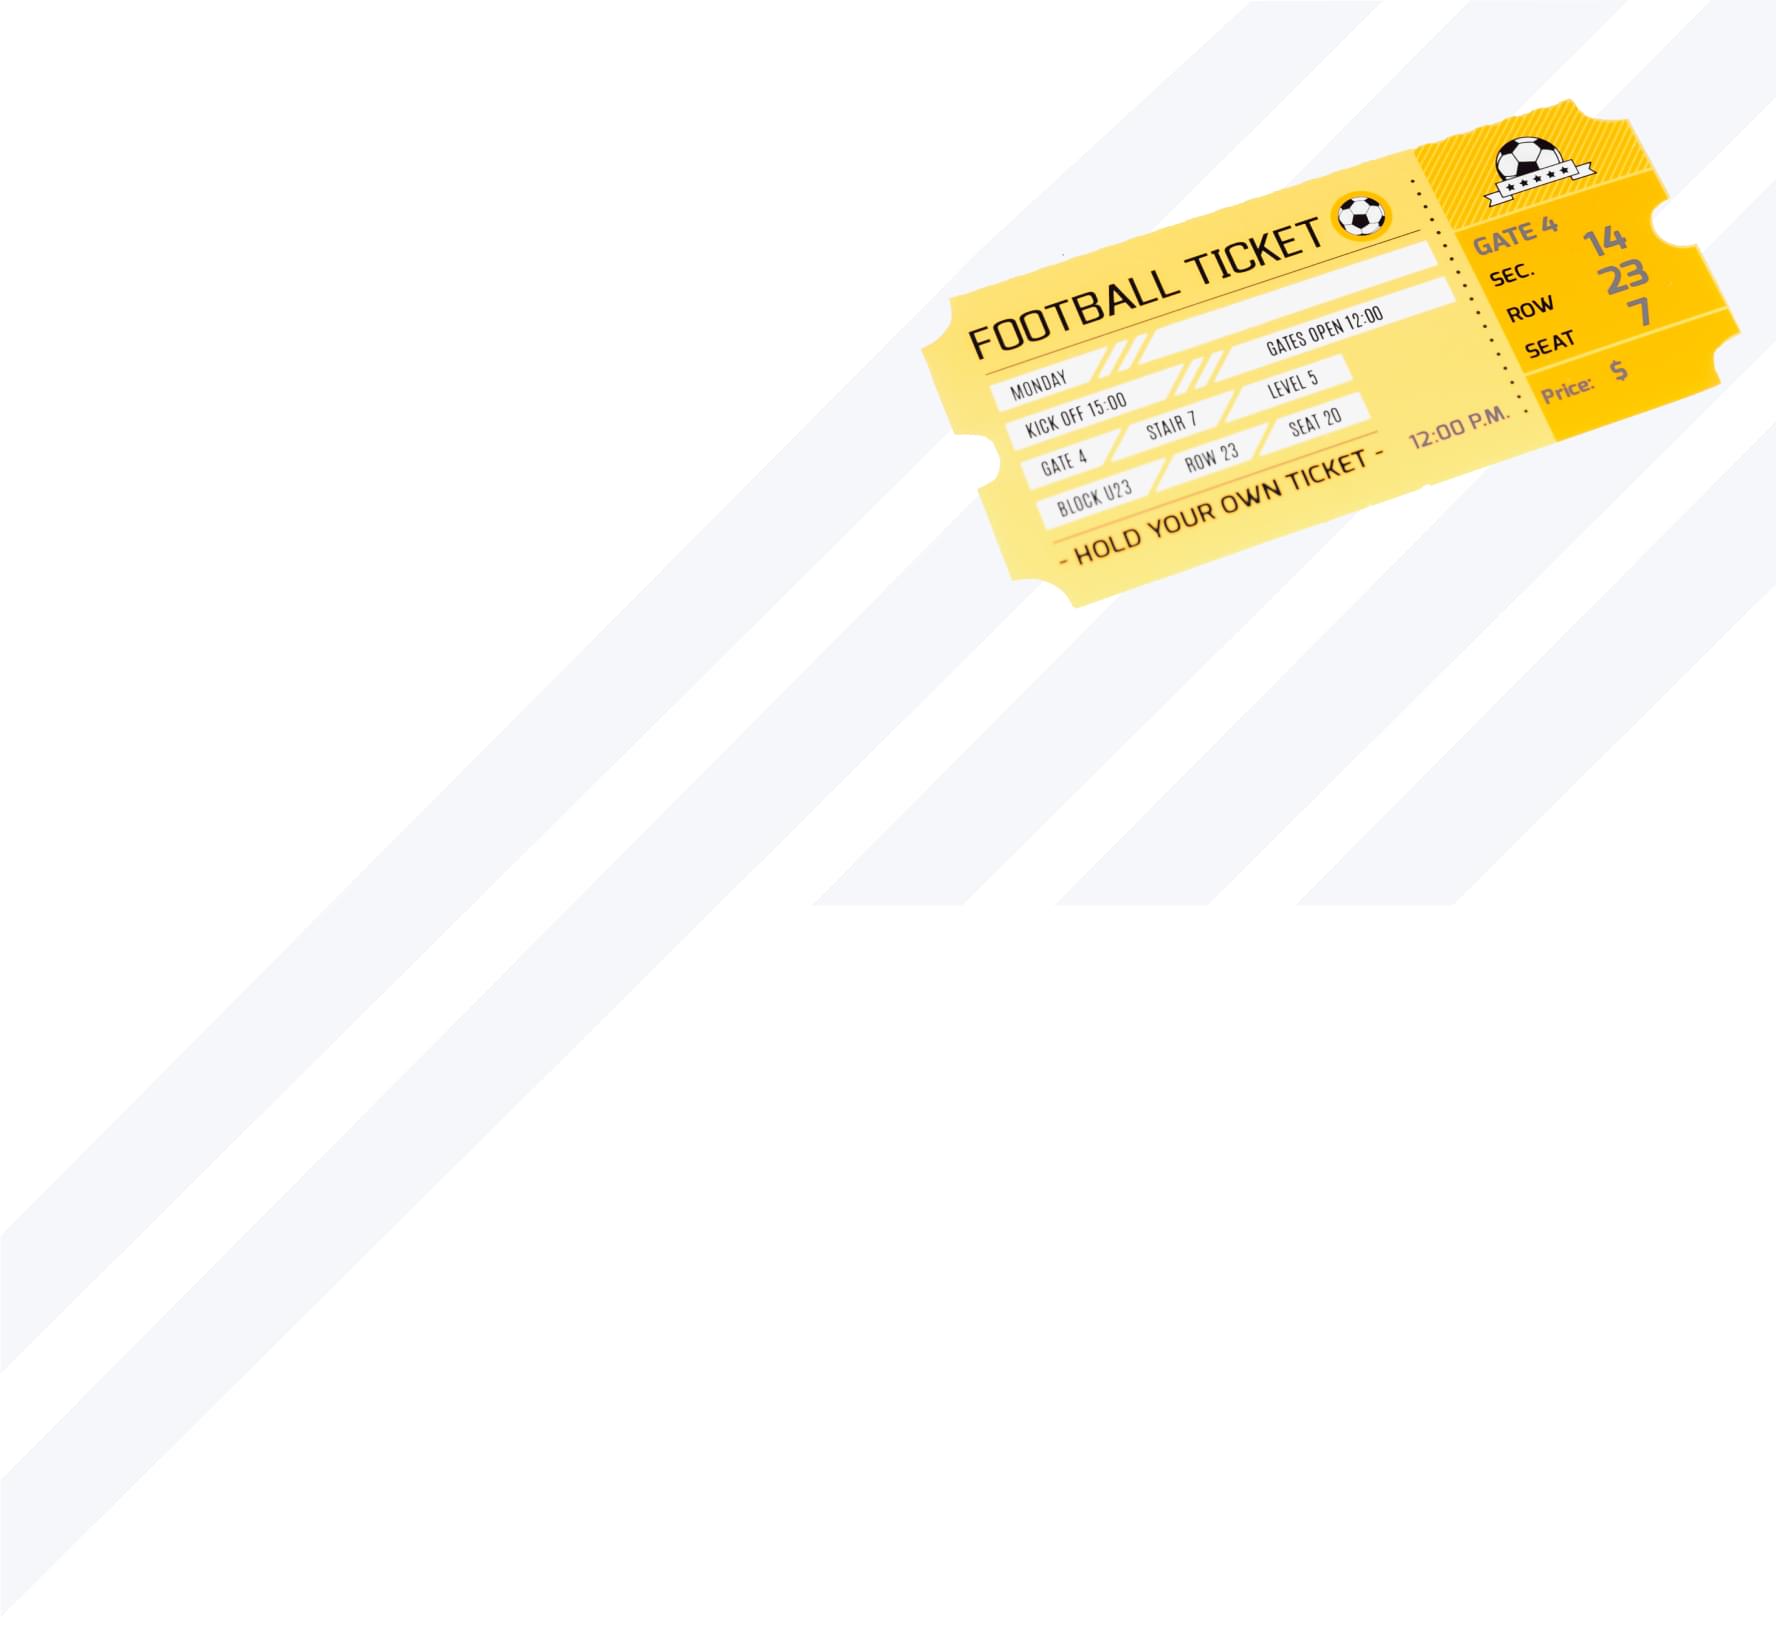 FOOTBALL TICKET
MONDAY
KICK OFF 15:00
GATES OPEN 12:00
GATE 4
STAIR 7
LEVEL 5
BLOCK U23
ROW 23
SEAT 20
- HOLD YOUR OWN TICKET -
12:00 P.M.
GATE 4
SEC. 14
ROW 23
SEAT 7
Price: $